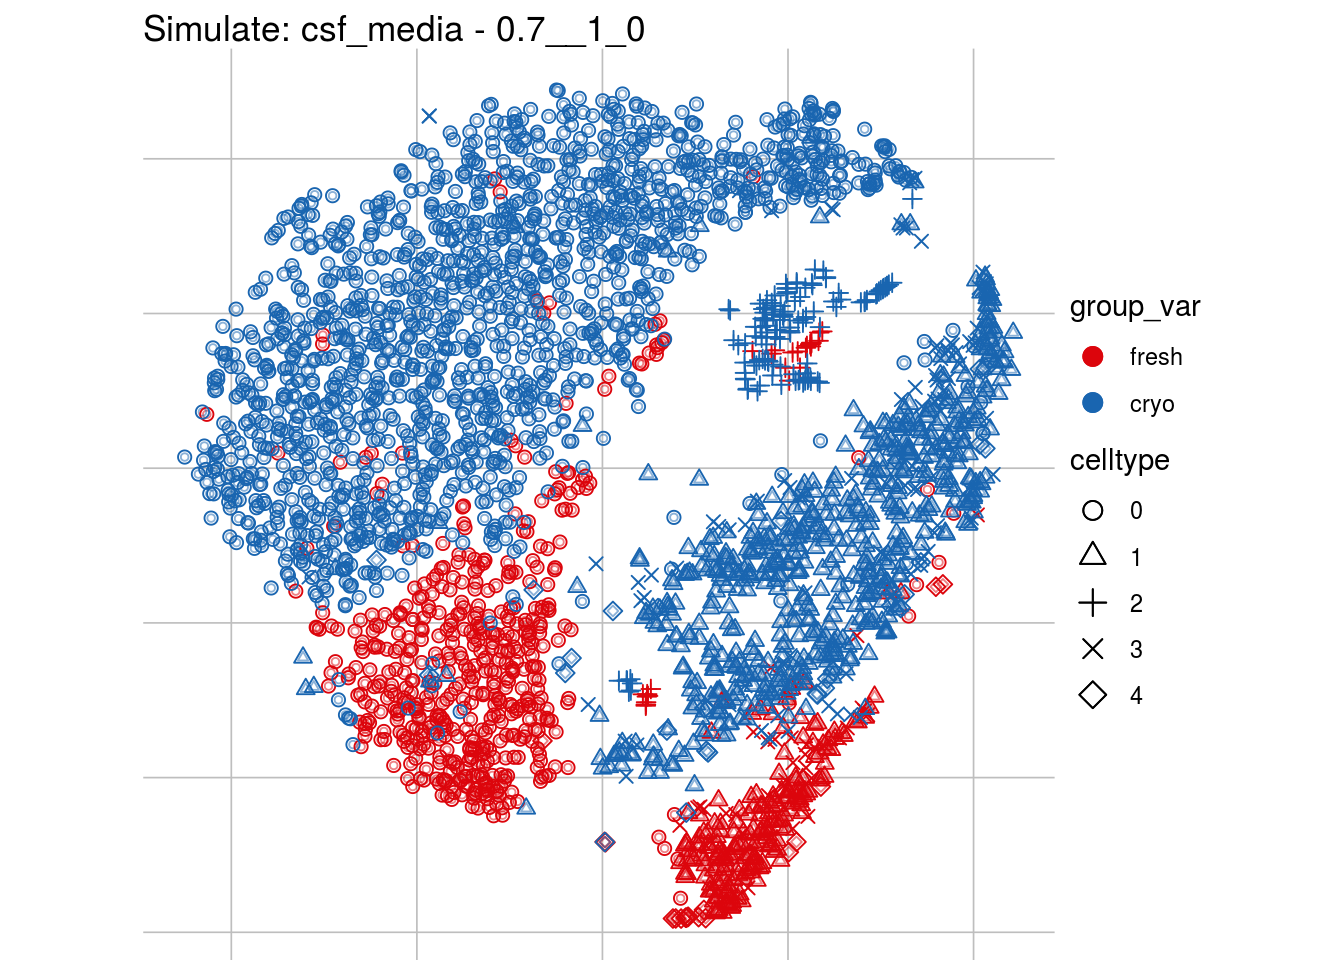 Simulate: csf_media - 0.7__1_0
group_var
fresh
cryo
celltype
0
1
2
3
4